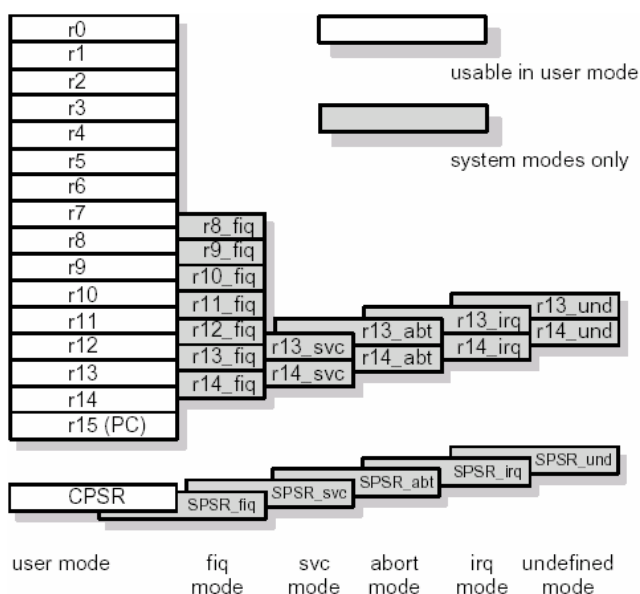 r0
r1
r2
r3
r4
r5
r6
r7
r8
r9
r10
r11
r12
r13
r14
r15 (PC)
CPSR
usable in user mode
system modes only
r8_fiq
r9_fiq
r10_fiq
r11_fiq
r12_fiq
r13_fiq
r14_fiq
r13_svc
r14_svc
r13_abt
r14_abt
r13_irq
r14_irq
r13_und
r14_und
SPSR_fiq
SPSR_svc
SPSR_abt
SPSR_irq
SPSR_und
user mode
fiq
mode
svc
mode
abort
mode
irq
mode
undefined
mode